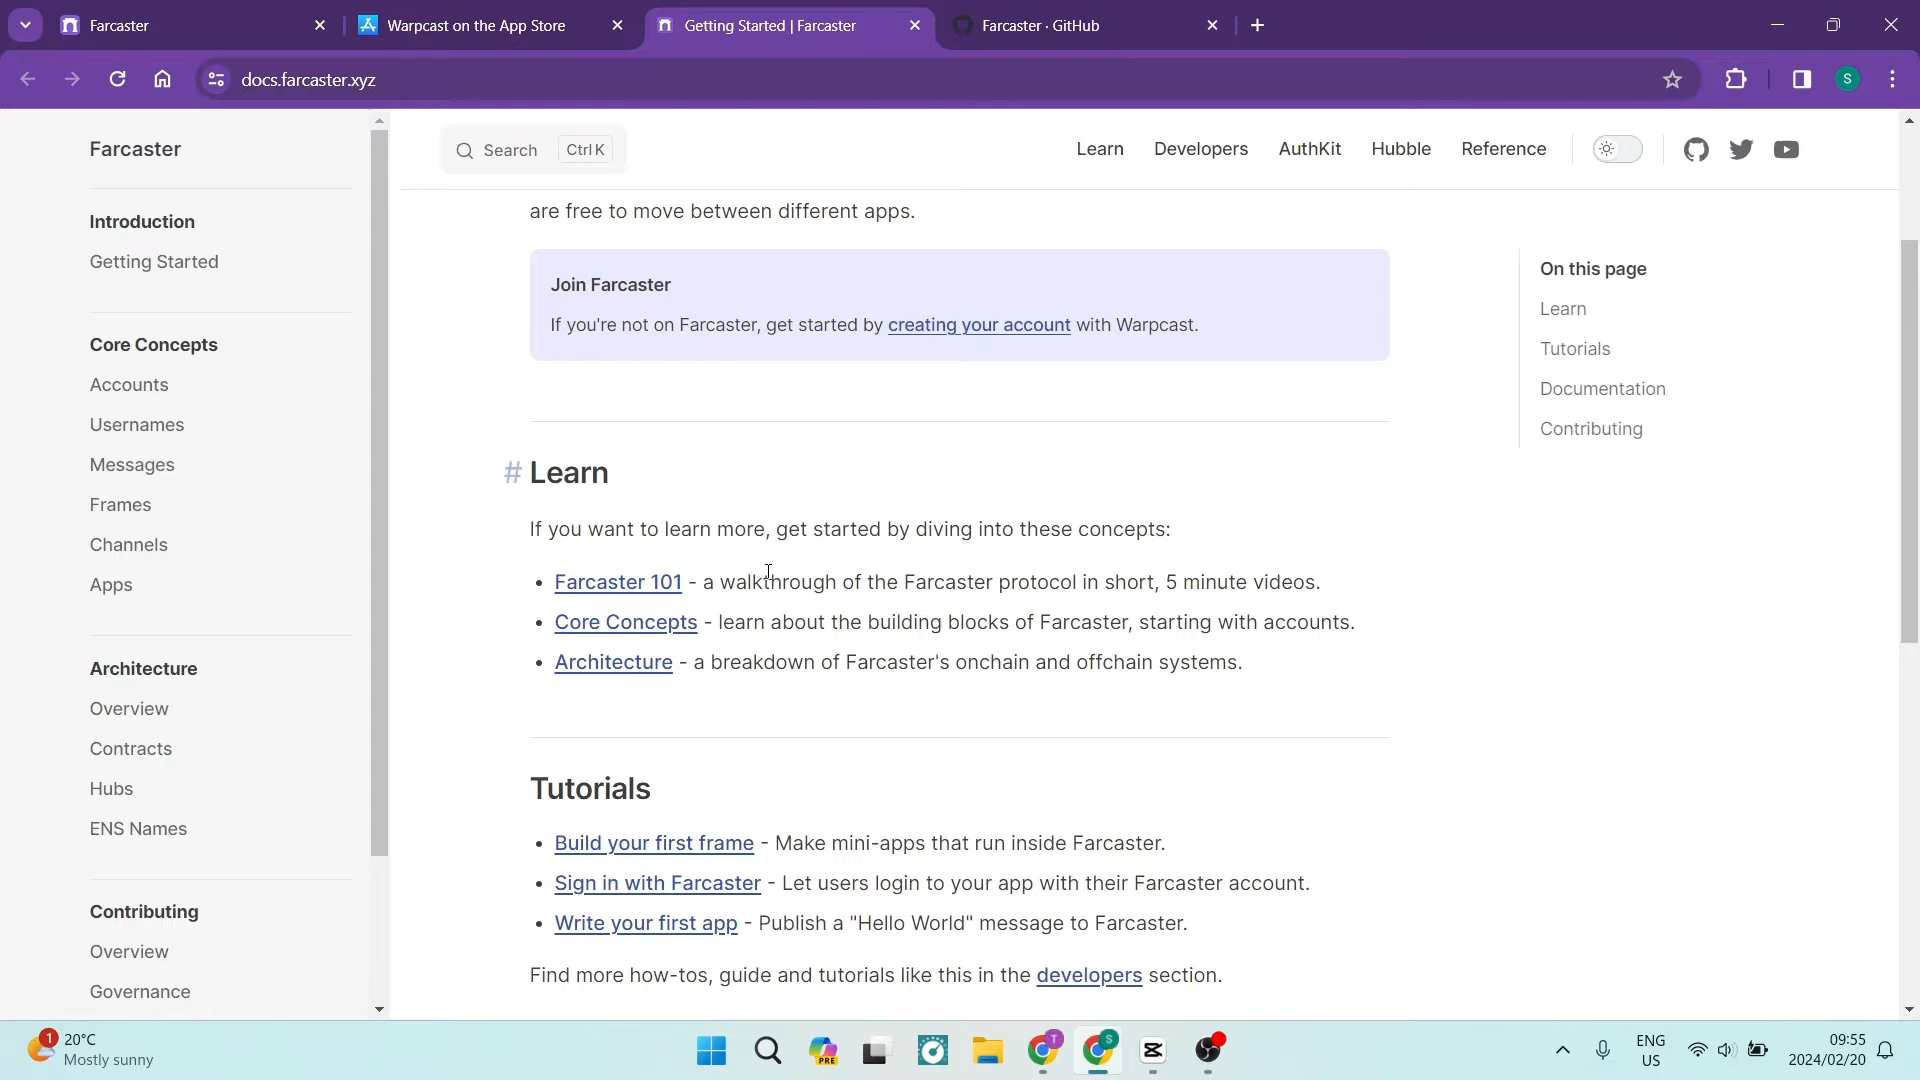 Farcaster
Warpcast on the App Store
Getting Started | Farcaster
Farcaster · GitHub
docs.farcaster.xyz
S
Farcaster
Search
Ctrl K
Learn
Developers
AuthKit
Hubble
Reference
Introduction
Getting Started
Core Concepts
Accounts
Usernames
Messages
Frames
Channels
Apps
Architecture
Overview
Contracts
Hubs
ENS Names
Contributing
Overview
Governance
are free to move between different apps.
Join Farcaster
If you're not on Farcaster, get started by creating your account with Warpcast.
# Learn
If you want to learn more, get started by diving into these concepts:
• Farcaster 101 - a walkthrough of the Farcaster protocol in short, 5 minute videos.
• Core Concepts - learn about the building blocks of Farcaster, starting with accounts.
• Architecture - a breakdown of Farcaster's onchain and offchain systems.
Tutorials
• Build your first frame - Make mini-apps that run inside Farcaster.
• Sign in with Farcaster - Let users login to your app with their Farcaster account.
• Write your first app - Publish a "Hello World" message to Farcaster.
Find more how-tos, guide and tutorials like this in the developers section.
On this page
Learn
Tutorials
Documentation
Contributing
1
20°C
Mostly sunny
PRE
T
S
ENG
US
09:55
2024/02/20